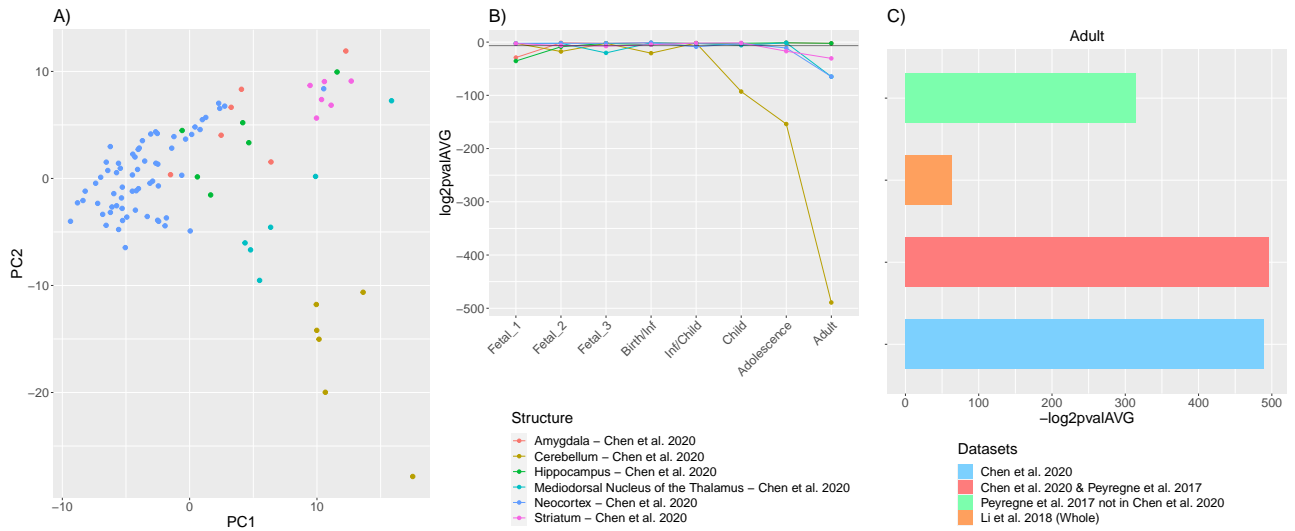 A)
PC2
10
0
−10
−20
−10
−5
0
5
10
PC1
B)
log2pvalAVG
0
−100
−200
−300
−400
−500
Fetal_1
Fetal_2
Fetal_3
Birth/Inf
Inf/Child
Child
Adolescence
Adult
Structure
Amygdala − Chen et al. 2020
Cerebellum − Chen et al. 2020
Hippocampus − Chen et al. 2020
Mediodorsal Nucleus of the Thalamus − Chen et al. 2020
Neocortex − Chen et al. 2020
Striatum − Chen et al. 2020
C)
Adult
0
100
200
300
400
500
−log2pvalAVG
Datasets
Chen et al. 2020
Chen et al. 2020 & Peyregne et al. 2017
Peyregne et al. 2017 not in Chen et al. 2020
Li et al. 2018 (Whole)